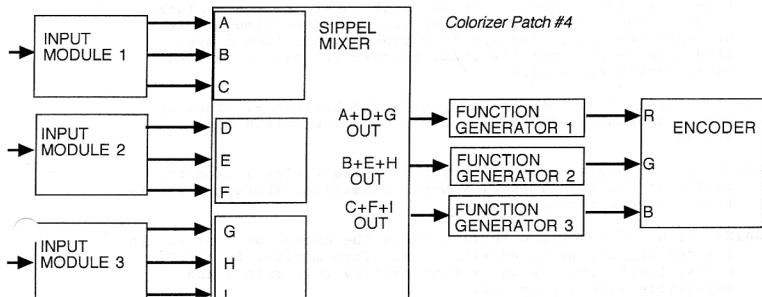 Colorizer Patch #4
SIPPEL
MIXER
INPUT
MODULE 1
A
B
C
INPUT
MODULE 2
D
E
F
INPUT
MODULE 3
G
H
I
A+D+G
OUT
B+E+H
OUT
C+F+I
OUT
FUNCTION
GENERATOR 1
FUNCTION
GENERATOR 2
FUNCTION
GENERATOR 3
R
G
B
ENCODER